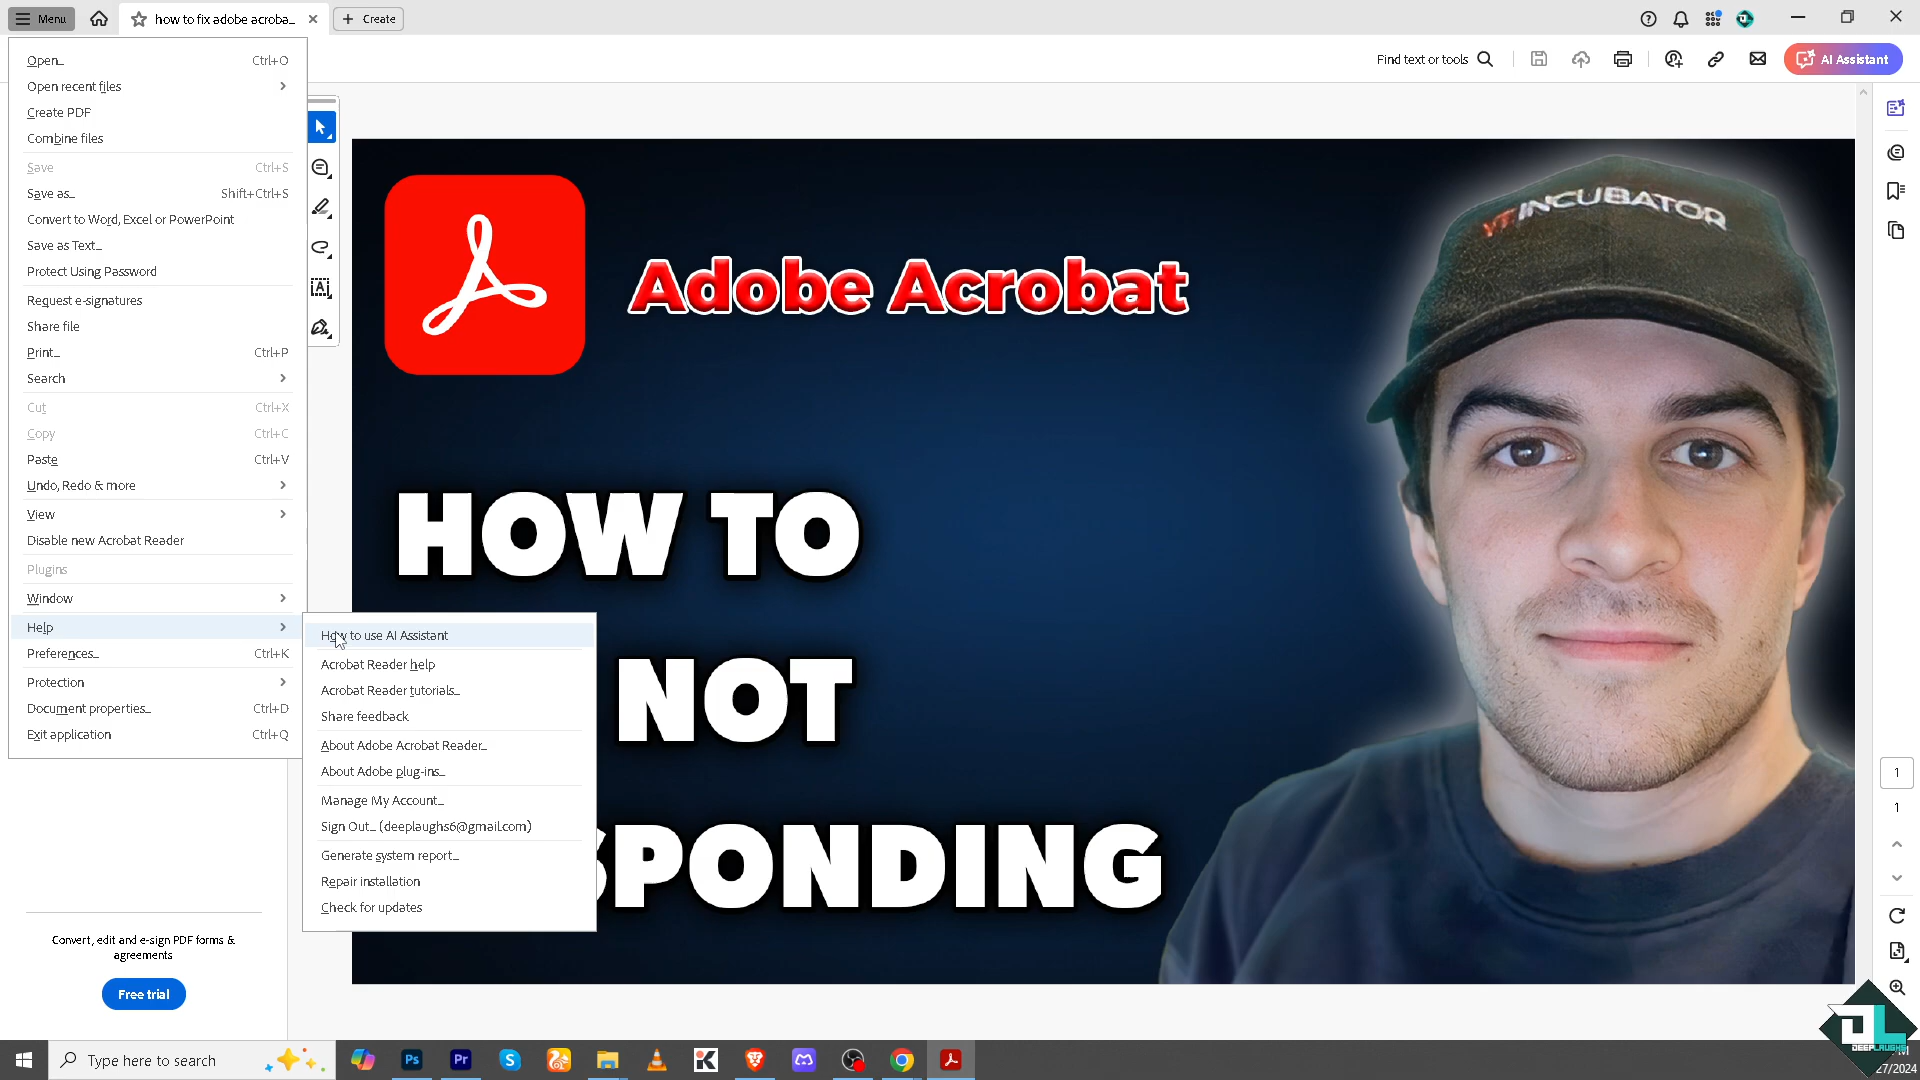 Menu
how to fix adobe acroba...
Create
Find text or tools
AI Assistant
Open... Ctrl+O
Open recent files
Create PDF
Combine files
Save Ctrl+S
Save as... Shift+Ctrl+S
Convert to Word, Excel or PowerPoint
Save as Text...
Protect Using Password
Request e-signatures
Share file
Print... Ctrl+P
Search
Cut Ctrl+X
Copy Ctrl+C
Paste Ctrl+V
Undo, Redo & more
View
Disable new Acrobat Reader
Plugins
Window
Help
Preferences... Ctrl+K
Protection
Document properties... Ctrl+D
Exit application Ctrl+Q
How to use AI Assistant
Acrobat Reader help
Acrobat Reader tutorials...
Share feedback
About Adobe Acrobat Reader...
About Adobe plug-ins...
Manage My Account...
Sign Out... (deeplaughs6@gmail.com)
Generate system report...
Repair installation
Check for updates
Adobe Acrobat
YTINCUBATOR
HOW TO
NOT
SPONDING
1
1
Convert, edit and e-sign PDF forms &
agreements
Free trial
Type here to search
Ps
Pr
DEEPLAUGHS
27/2024